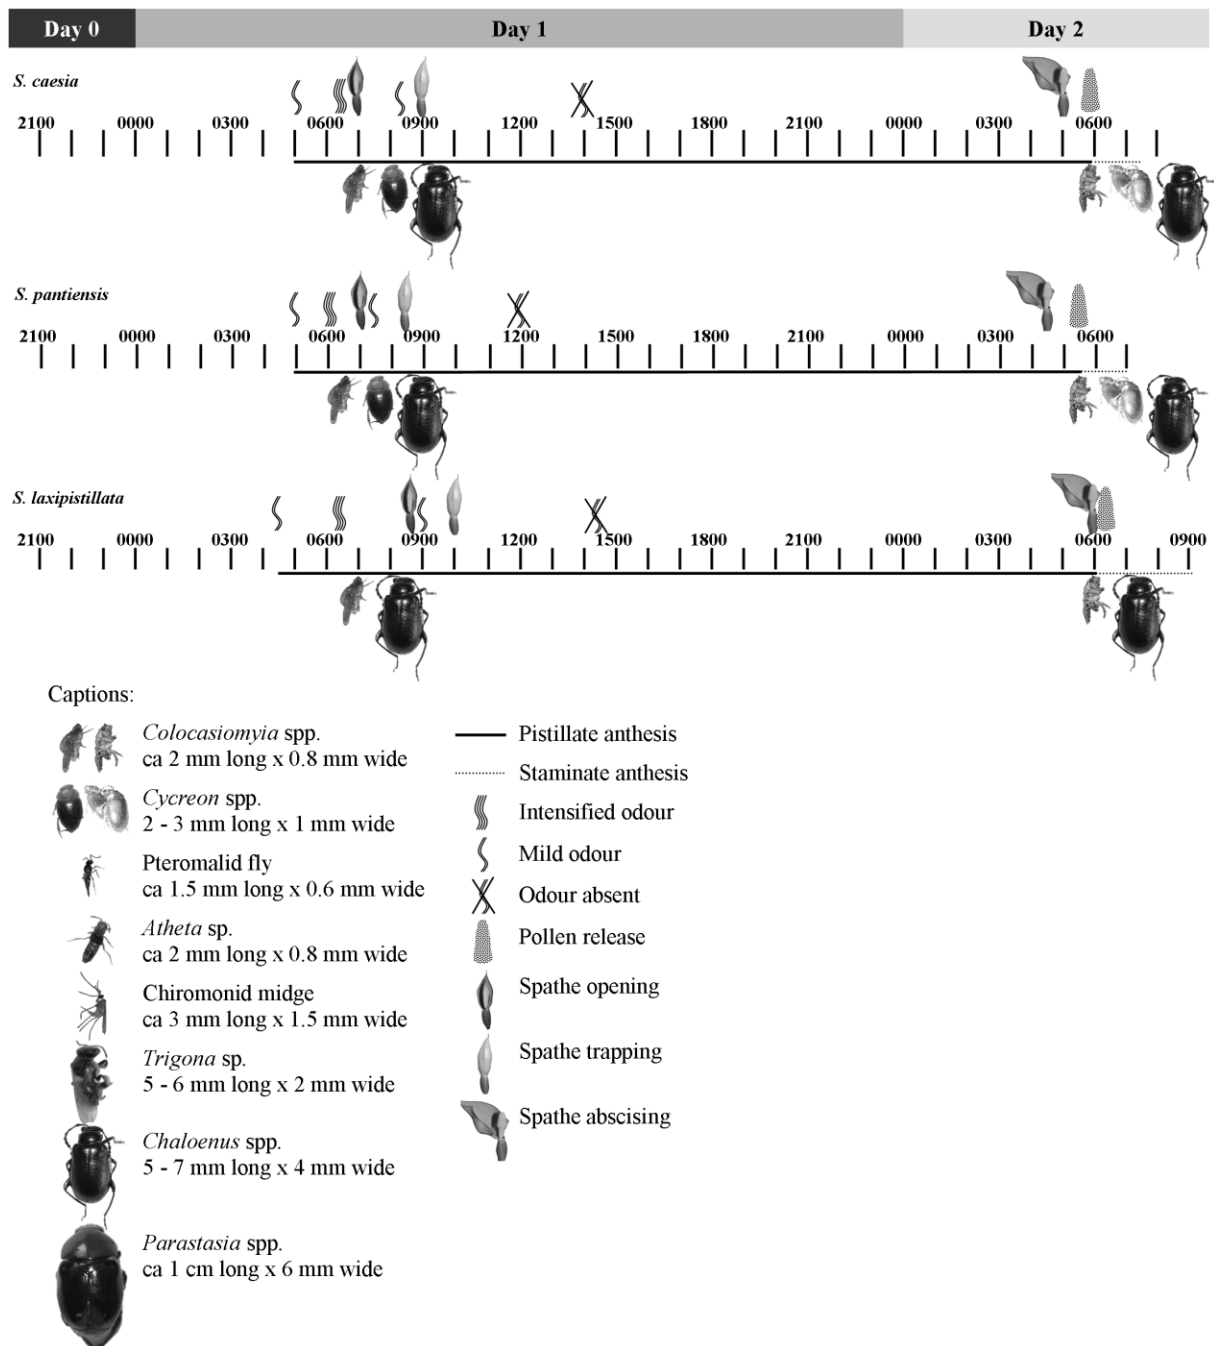 Day 0 Day 1 Day 2
S. caesia
2100 0000 0300 0600 0900 1200 1500 1800 2100 0000 0300 0600
S. pantiensis
2100 0000 0300 0600 0900 1200 1500 1800 2100 0000 0300 0600
S. laxipistillata
2100 0000 0300 0600 0900 1200 1500 1800 2100 0000 0300 0600 0900
Captions:
Colocasiomyia spp.
ca 2 mm long x 0.8 mm wide
Cycreon spp.
2 - 3 mm long x 1 mm wide
Pteromalid fly
ca 1.5 mm long x 0.6 mm wide
Atheta sp.
ca 2 mm long x 0.8 mm wide
Chiromonid midge
ca 3 mm long x 1.5 mm wide
Trigona sp.
5 - 6 mm long x 2 mm wide
Chaloenus spp.
5 - 7 mm long x 4 mm wide
Parastasia spp.
ca 1 cm long x 6 mm wide
Pistillate anthesis
Staminate anthesis
Intensified odour
Mild odour
Odour absent
Pollen release
Spathe opening
Spathe trapping
Spathe abscising